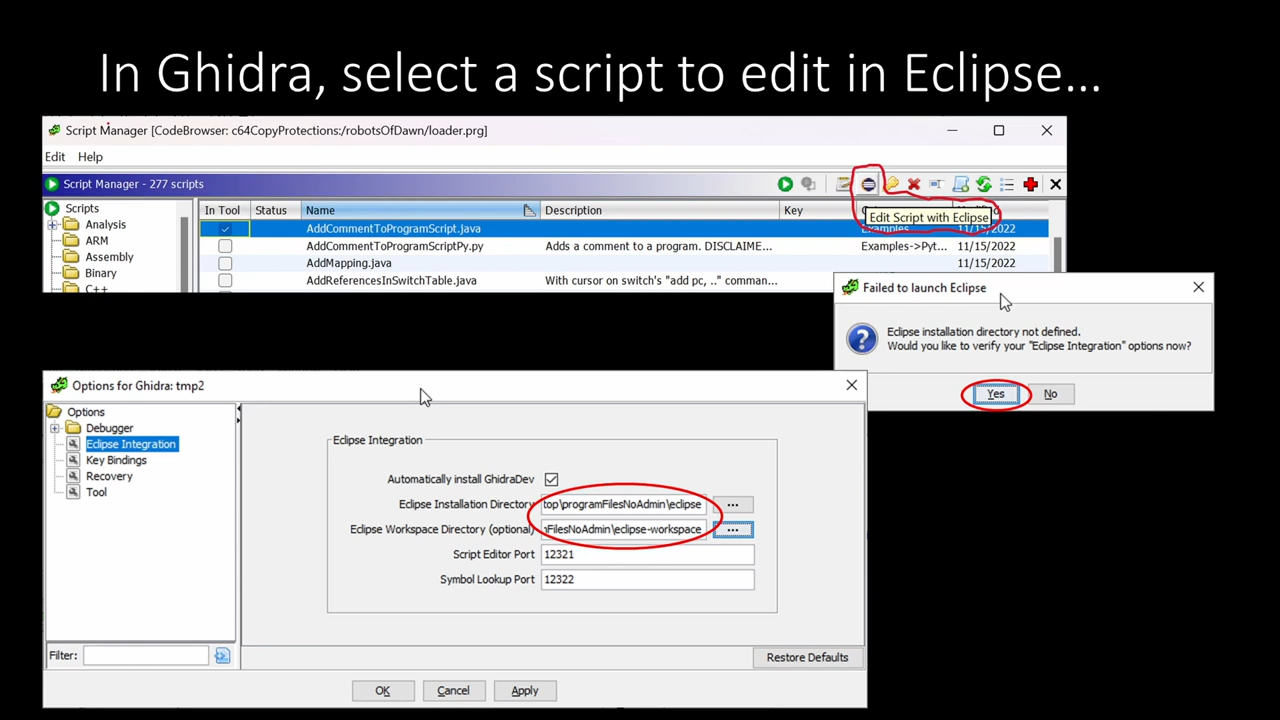 In Ghidra, select a script to edit in Eclipse...
Script Manager [CodeBrowser: c64CopyProtections:/robotsOfDawn/loader.prg]
Edit Help
Script Manager - 277 scripts
Scripts
Analysis
ARM
Assembly
Binary
C++
In Tool Status Name Description Key Modified
Edit Script with Eclipse
AddCommentToProgramScript.java Examples 11/15/2022
AddCommentToProgramScriptPy.py Adds a comment to a program. DISCLAIME... Examples->Pyt... 11/15/2022
AddMapping.java 11/15/2022
AddReferencesInSwitchTable.java With cursor on switch's "add pc, .." comman...
Failed to launch Eclipse
Eclipse installation directory not defined.
Would you like to verify your "Eclipse Integration" options now?
Yes No
Options for Ghidra: tmp2
Options
Debugger
Eclipse Integration
Key Bindings
Recovery
Tool
Filter:
Eclipse Integration
Automatically install GhidraDev
Eclipse Installation Directory top\programFilesNoAdmin\eclipse ...
Eclipse Workspace Directory (optional) FilesNoAdmin\eclipse-workspace ...
Script Editor Port 12321
Symbol Lookup Port 12322
Restore Defaults
OK Cancel Apply